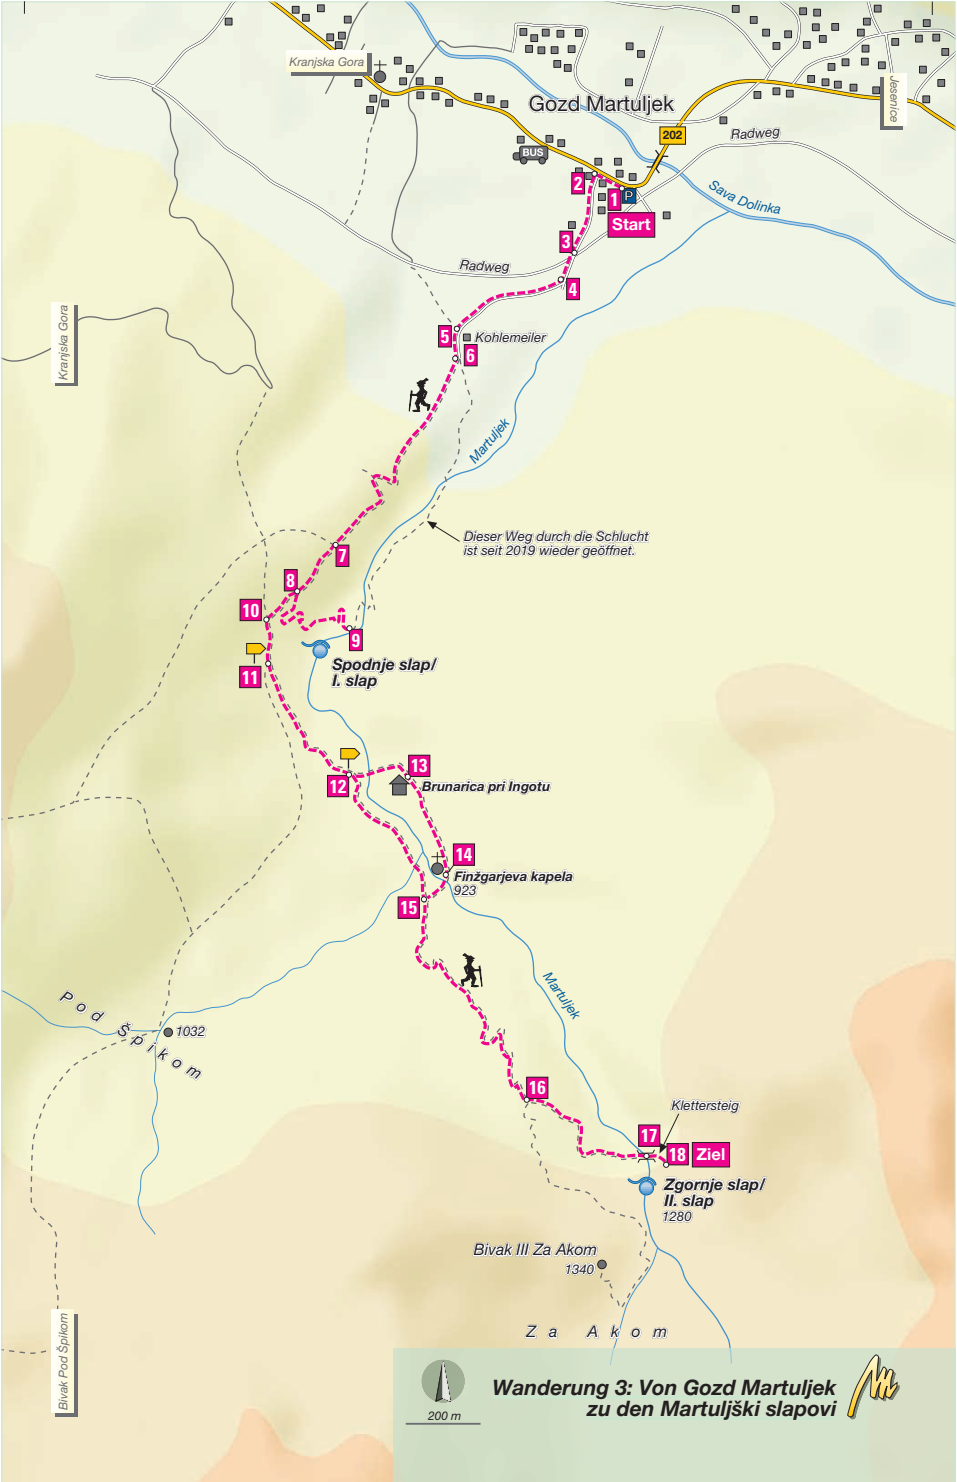 Kranjska Gora
Gozd Martuljek
Jesenice
202
Radweg
BUS
2
1
P
Start
Sava Dolinka
3
Radweg
4
Kranjska Gora
5
Kohlemeiler
6
Martuljek
Dieser Weg durch die Schlucht
ist seit 2019 wieder geöffnet.
7
8
10
9
11
Spodnje slap/
I. slap
12
13
Brunarica pri Ingotu
14
Finžgarjeva kapela
923
15
Martuljek
Pod Špikom
1032
16
Klettersteig
17
18
Ziel
Zgornje slap/
II. slap
1280
Bivak III Za Akom
1340
Za Akom
Bivak Pod Špikom
200 m
Wanderung 3: Von Gozd Martuljek
zu den Martuljški slapovi